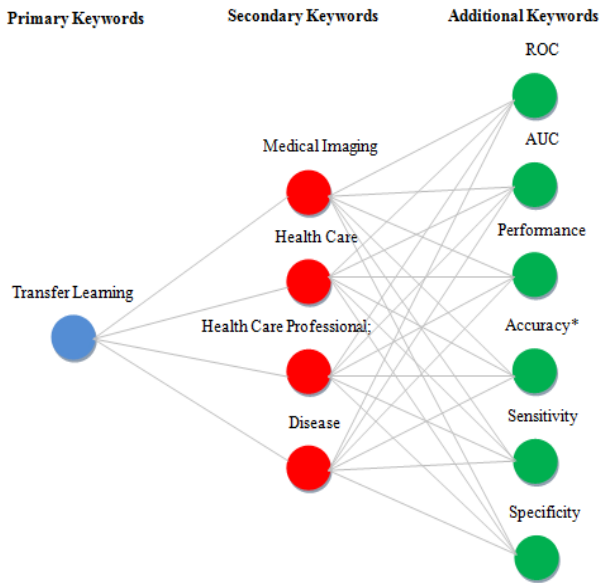 Primary Keywords
Secondary Keywords
Additional Keywords
ROC
AUC
Medical Imaging
Performance
Health Care
Transfer Learning
Health Care Professional;
Accuracy*
Disease
Sensitivity
Specificity